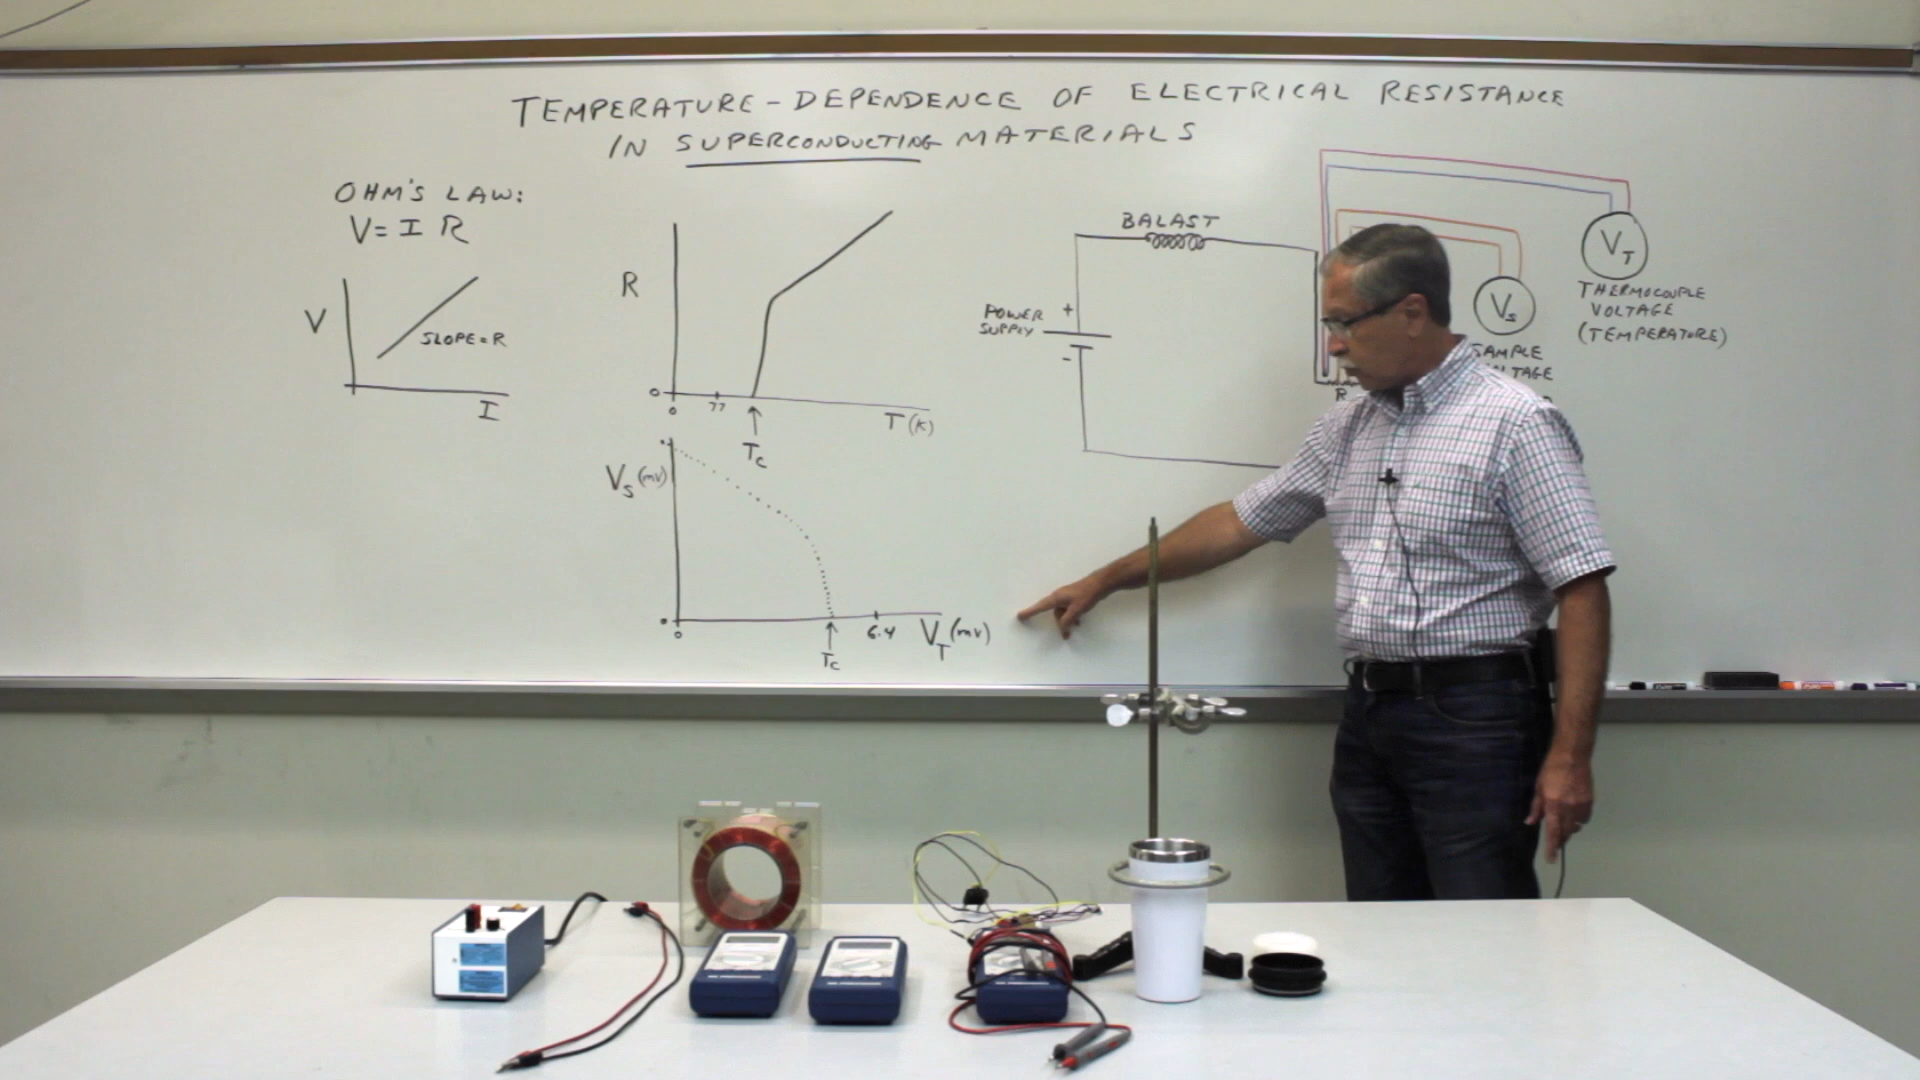 TEMPERATURE - DEPENDENCE OF ELECTRICAL RESISTANCE
IN SUPERCONDUCTING MATERIALS
OHM'S LAW:
V = I R
V
SLOPE = R
I
R
0
0
77
T (K)
Tc
Vs (mV)
0
Tc
6.4
VT (mV)
BALAST
POWER
SUPPLY
+
-
R
VT
THERMOCOUPLE
VOLTAGE
(TEMPERATURE)
Vs
SAMPLE